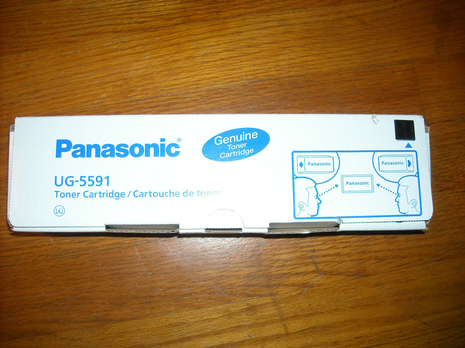 Panasonic
Genuine
Toner
Cartridge
UG-5591
Toner Cartridge / Cartouche de toner
Panasonic
Panasonic
Panasonic